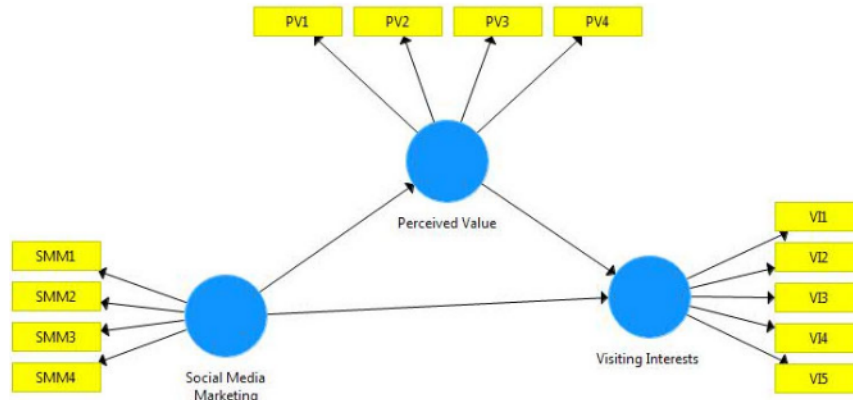 PV1
PV2
PV3
PV4
Perceived Value
SMM1
SMM2
SMM3
SMM4
Social Media
Marketing
VI1
VI2
VI3
VI4
VI5
Visiting Interests